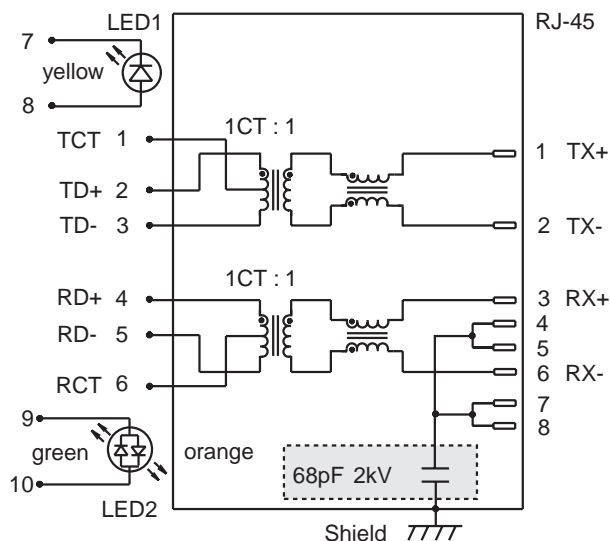 LED1
RJ-45
7
yellow
8
TCT 1
1CT : 1
1 TX+
TD+ 2
TD- 3
2 TX-
1CT : 1
RD+ 4
3 RX+
4
RD- 5
5
RCT 6
6 RX-
7
8
9
green
orange
10
68pF 2kV
LED2
Shield